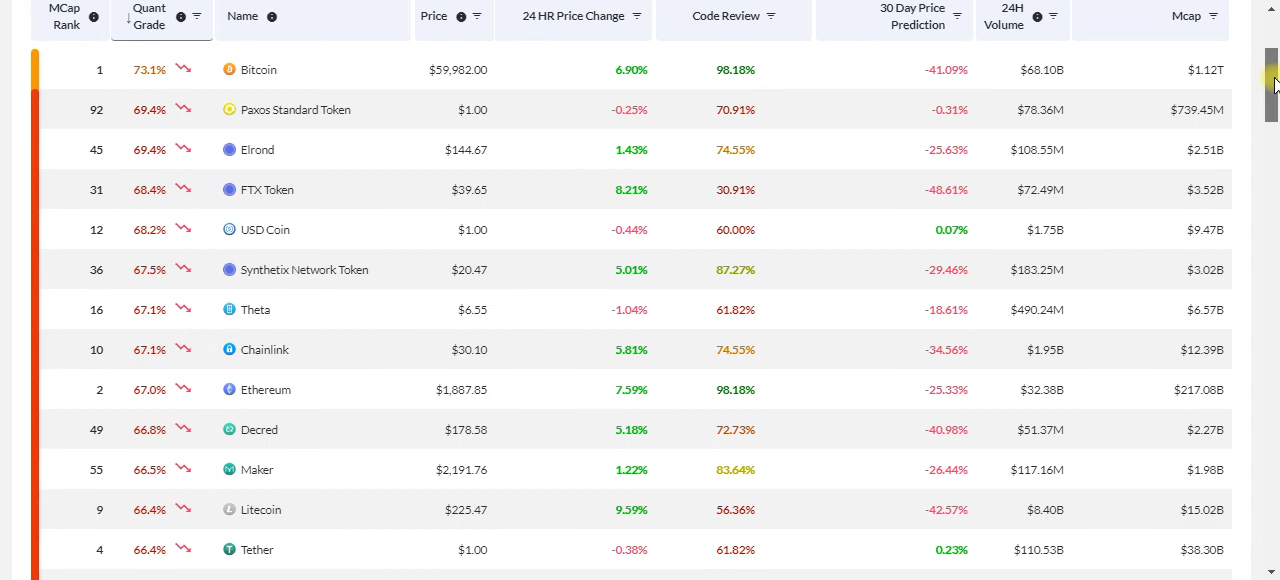 MCap Rank Quant Grade Name Price 24 HR Price Change Code Review 30 Day Price Prediction 24H Volume Mcap
1 73.1% Bitcoin $59,982.00 6.90% 98.18% -41.09% $68.10B $1.12T
92 69.4% Paxos Standard Token $1.00 -0.25% 70.91% -0.31% $78.36M $739.45M
45 69.4% Elrond $144.67 1.43% 74.55% -25.63% $108.55M $2.51B
31 68.4% FTX Token $39.65 8.21% 30.91% -48.61% $72.49M $3.52B
12 68.2% USD Coin $1.00 -0.44% 60.00% 0.07% $1.75B $9.47B
36 67.5% Synthetix Network Token $20.47 5.01% 87.27% -29.46% $183.25M $3.02B
16 67.1% Theta $6.55 -1.04% 61.82% -18.61% $490.24M $6.57B
10 67.1% Chainlink $30.10 5.81% 74.55% -34.56% $1.95B $12.39B
2 67.0% Ethereum $1,887.85 7.59% 98.18% -25.33% $32.38B $217.08B
49 66.8% Decred $178.58 5.18% 72.73% -40.98% $51.37M $2.27B
55 66.5% Maker $2,191.76 1.22% 83.64% -26.44% $117.16M $1.98B
9 66.4% Litecoin $225.47 9.59% 56.36% -42.57% $8.40B $15.02B
4 66.4% Tether $1.00 -0.38% 61.82% 0.23% $110.53B $38.30B